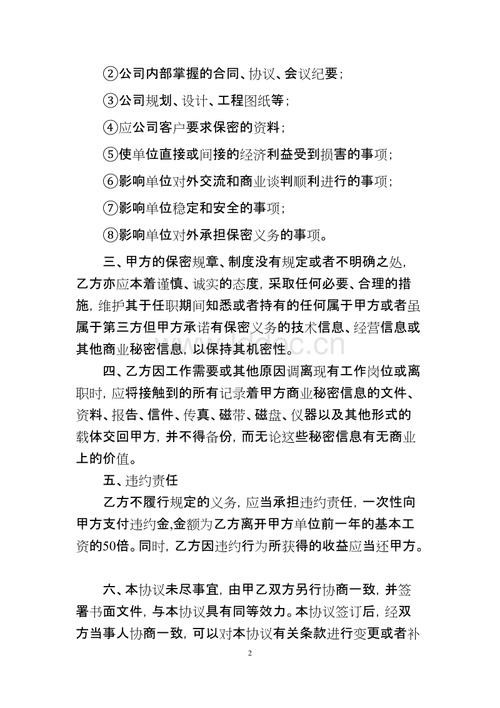 ②公司内部掌握的合同、协议、会议纪要；
③公司规划、设计、工程图纸等；
④应公司客户要求保密的资料；
⑤使单位直接或间接的经济利益受到损害的事项；
⑥影响单位对外交流和商业谈判顺利进行的事项；
⑦影响单位稳定和安全的事项；
⑧影响单位对外承担保密义务的事项。
三、甲方的保密规章、制度没有规定或者不明确之处，
乙方亦应本着谨慎、诚实的态度，采取任何必要、合理的措
施，维护其于任职期间知悉或者持有的任何属于甲方或者虽
属于第三方但甲方承诺有保密义务的技术信息、经营信息或
其他商业秘密信息，以保持其机密性。
四、乙方因工作需要或其他原因调离现有工作岗位或离
职时，应将接触到的所有记录着甲方商业秘密信息的文件、
资料、报告、信件、传真、磁带、磁盘、仪器以及其他形式的
载体交回甲方，并不得备份，而无论这些秘密信息有无商业
上的价值。
五、违约责任
乙方不履行规定的义务，应当承担违约责任，一次性向
甲方支付违约金,金额为乙方离开甲方单位前一年的基本工
资的50倍。同时，乙方因违约行为所获得的收益应当还甲方。
六、本协议未尽事宜，由甲乙双方另行协商一致，并签
署书面文件，与本协议具有同等效力。本协议签订后，经双
方当事人协商一致，可以对本协议有关条款进行变更或者补
2